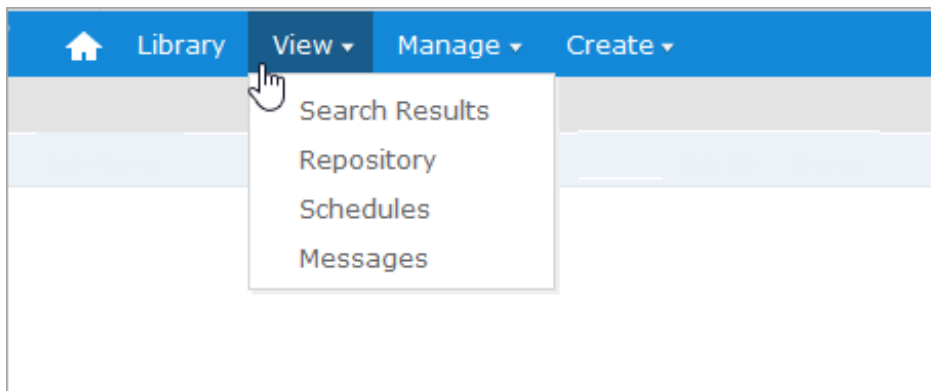 Library View Manage Create
Search Results
Repository
Schedules
Messages